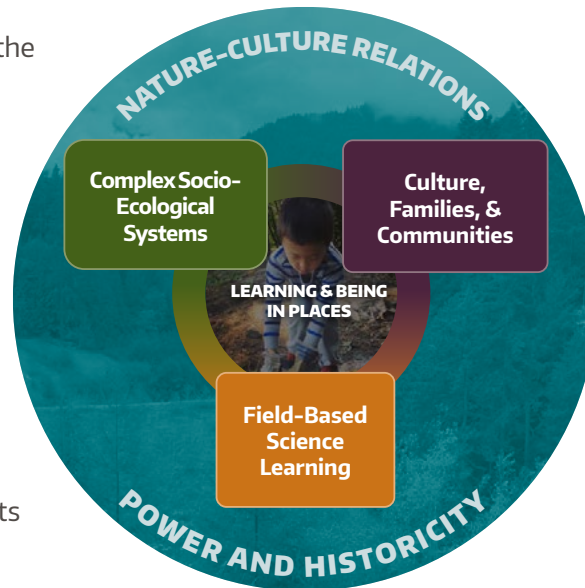 the
NATURE-CULTURE RELATIONS
Complex Socio-
Ecological
Systems
Culture,
Families, &
Communities
LEARNING & BEING
IN PLACES
Field-Based
Science
Learning
ts
POWER AND HISTORICITY